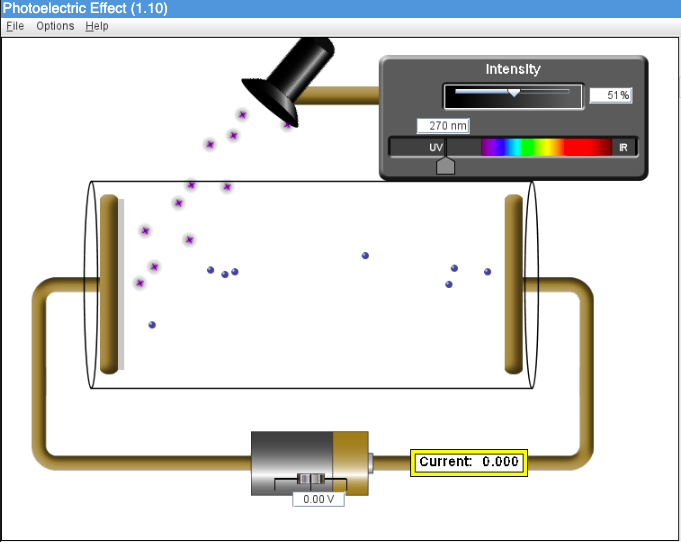 Photoelectric Effect (1.10)
File Options Help
Intensity
51%
270 nm
UV IR
Current: 0.000
0.00 V